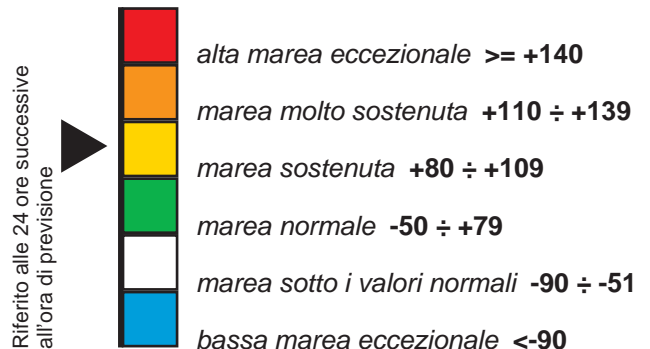 alta marea eccezionale >= +140
marea molto sostenuta +110 ÷ +139
marea sostenuta +80 ÷ +109
marea normale -50 ÷ +79
marea sotto i valori normali -90 ÷ -51
bassa marea eccezionale <-90
Riferito alle 24 ore successive
all'ora di previsione